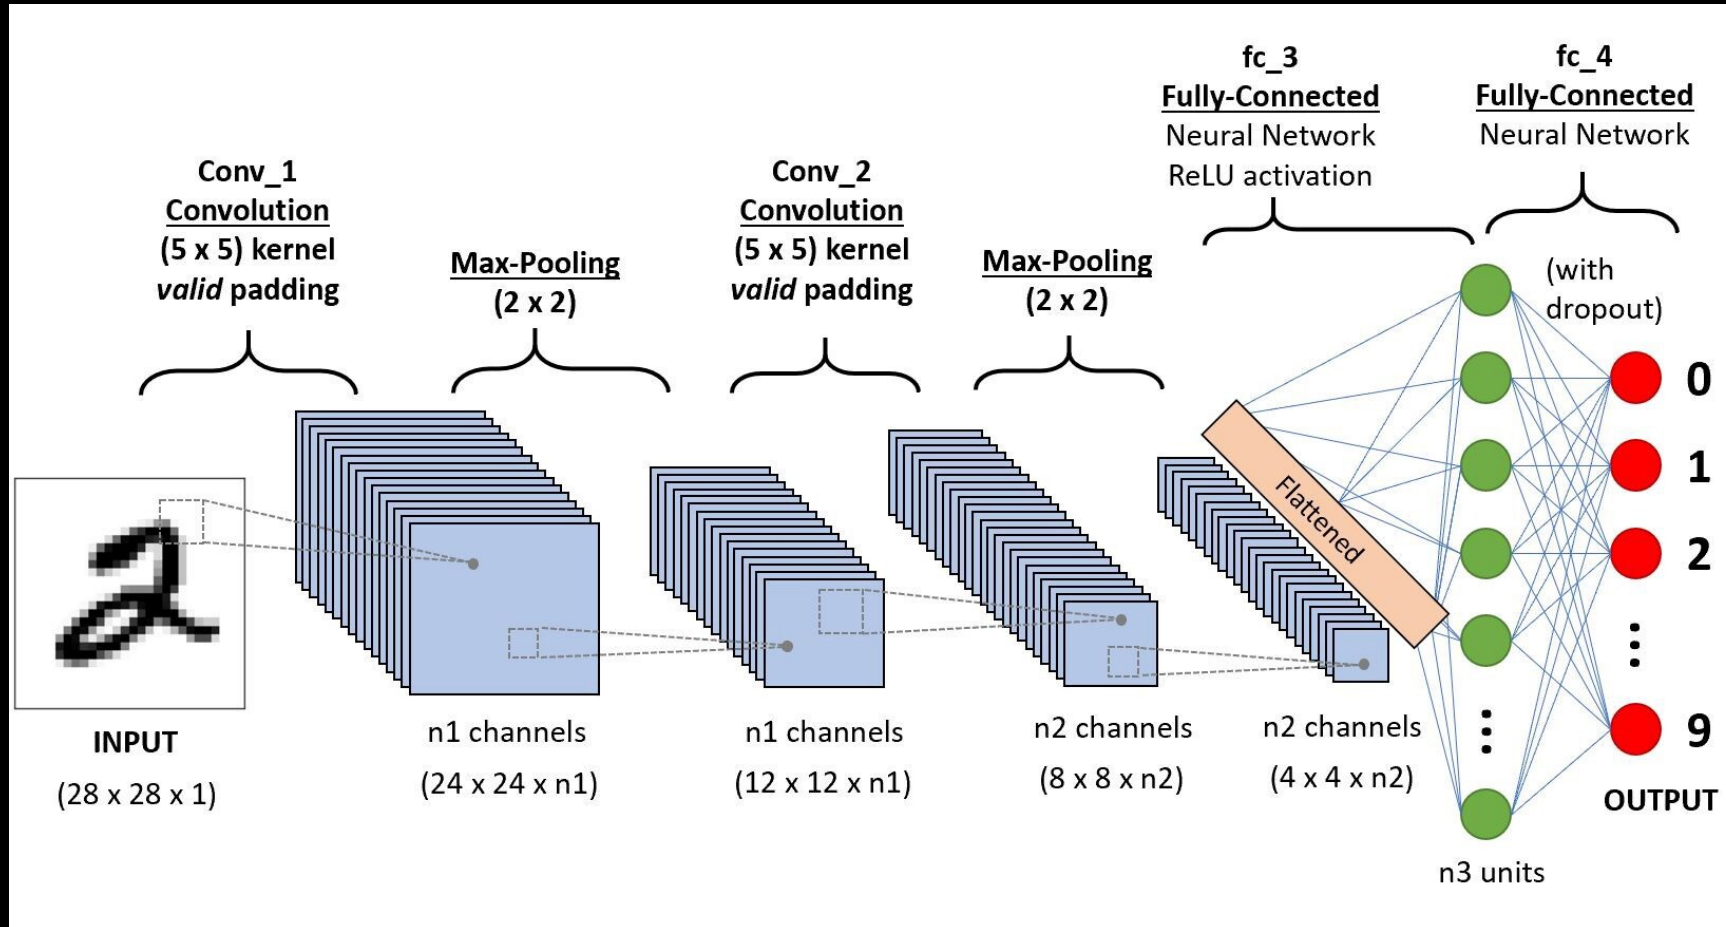 Conv_1
Convolution
(5 x 5) kernel
valid padding
Max-Pooling
(2 x 2)
Conv_2
Convolution
(5 x 5) kernel
valid padding
Max-Pooling
(2 x 2)
fc_3
Fully-Connected
Neural Network
ReLU activation
fc_4
Fully-Connected
Neural Network
(with
dropout)
Flattened
0
1
2
9
OUTPUT
2
INPUT
(28 x 28 x 1)
n1 channels
(24 x 24 x n1)
n1 channels
(12 x 12 x n1)
n2 channels
(8 x 8 x n2)
n2 channels
(4 x 4 x n2)
n3 units